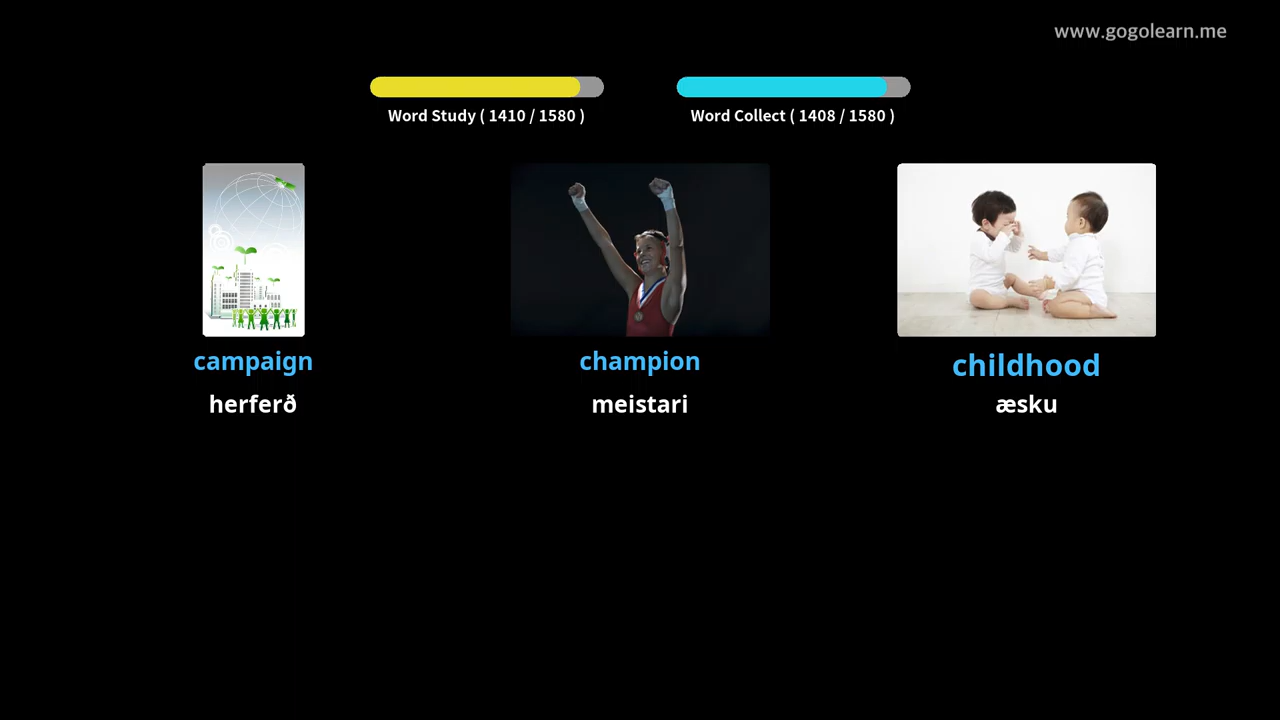 www.gogolearn.me
Word Study ( 1410 / 1580 )
Word Collect ( 1408 / 1580 )
campaign
champion
childhood
herferð
meistari
æsku